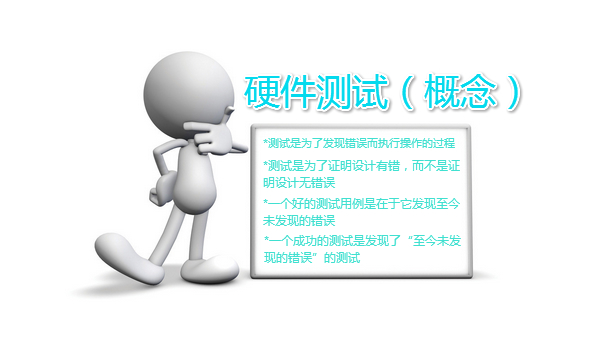 硬件测试（概念）
*测试是为了发现错误而执行操作的过程
*测试是为了证明设计有错，而不是证
明设计无错误
*一个好的测试用例是在于它发现至今
未发现的错误
*一个成功的测试是发现了“至今未发
现的错误”的测试